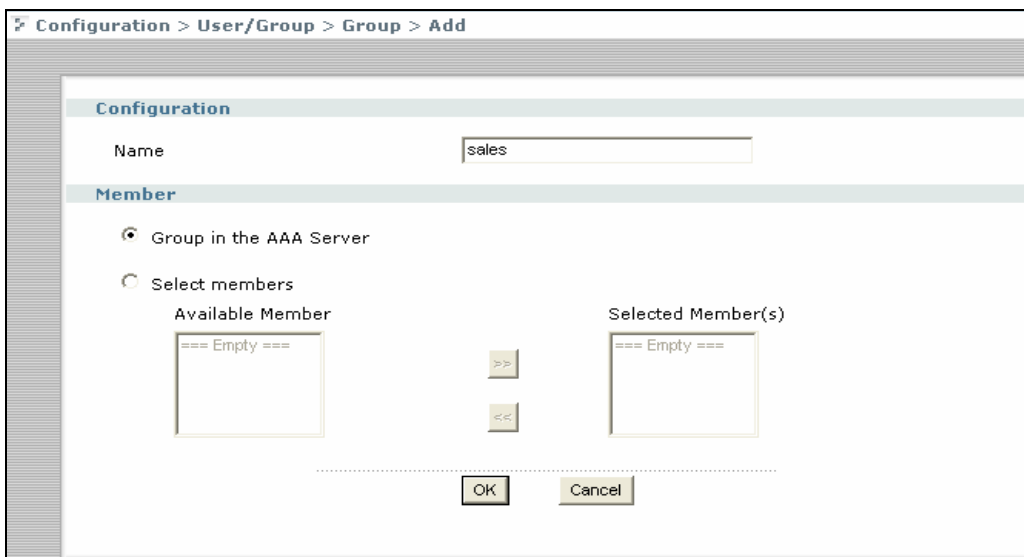 Configuration > User/Group > Group > Add
Configuration
Name sales
Member
Group in the AAA Server
Select members
Available Member Selected Member(s)
=== Empty === === Empty ===
>>
<<
OK Cancel